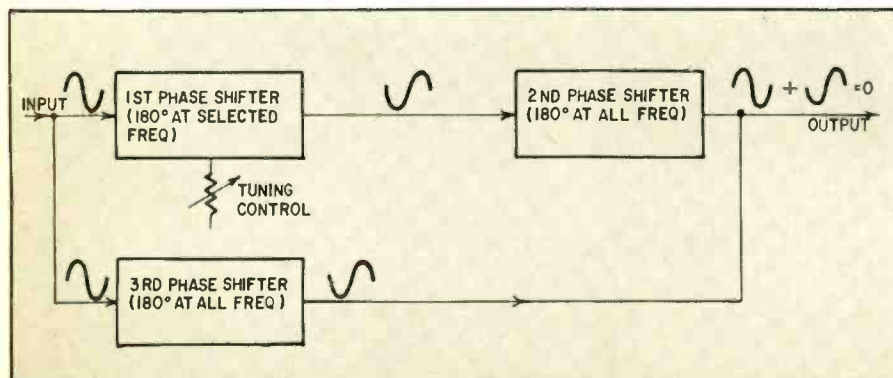 INPUT
1ST PHASE SHIFTER
(180° AT SELECTED
FREQ)
TUNING
CONTROL
2ND PHASE SHIFTER
(180° AT ALL FREQ)
+ =0
OUTPUT
3RD PHASE SHIFTER
(180° AT ALL FREQ)